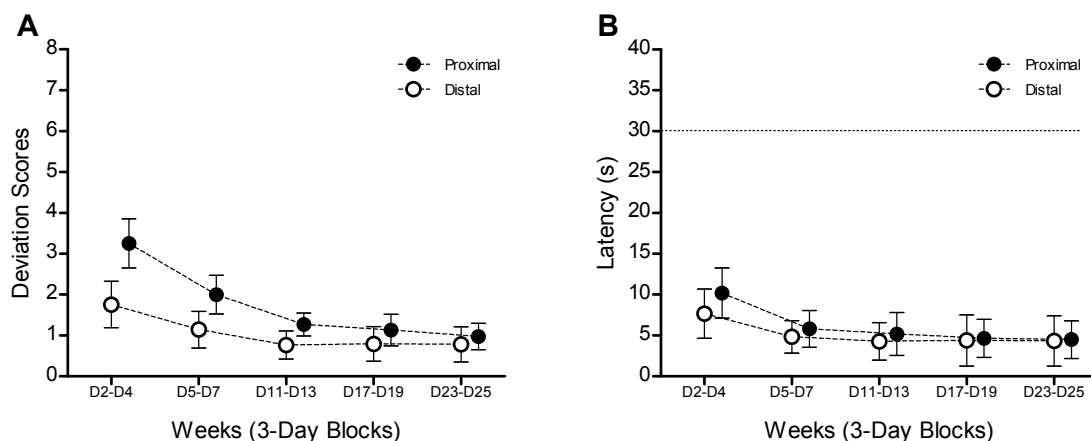 A
Deviation Scores
8
7
6
5
4
3
2
1
0
Proximal
Distal
D2-D4 D5-D7 D11-D13 D17-D19 D23-D25
Weeks (3-Day Blocks)
B
Latency (s)
40
35
30
25
20
15
10
5
0
Proximal
Distal
D2-D4 D5-D7 D11-D13 D17-D19 D23-D25
Weeks (3-Day Blocks)